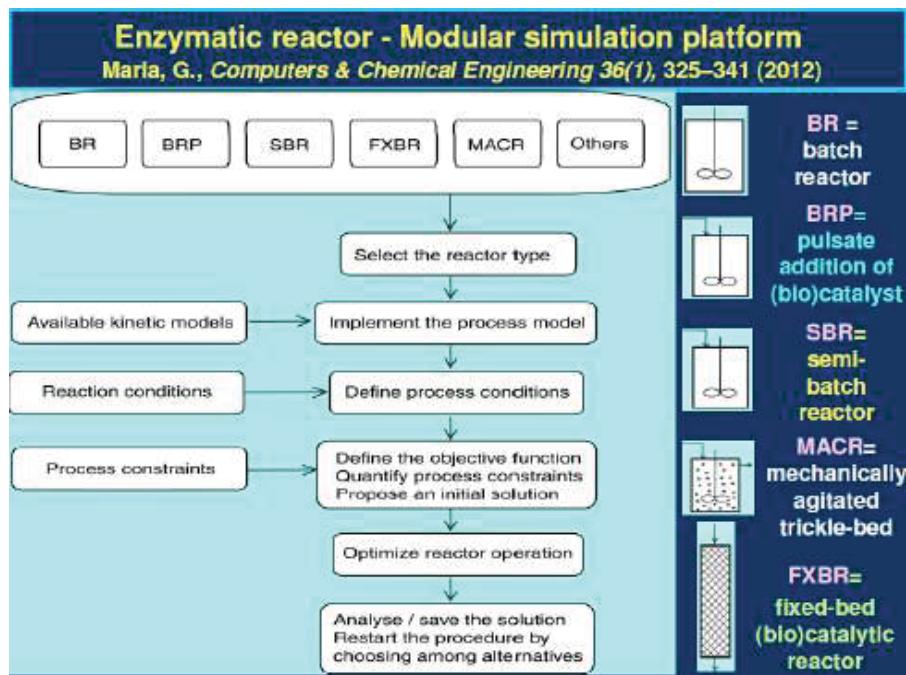 Enzymatic reactor - Modular simulation platform
Maria, G., Computers & Chemical Engineering 36(1), 325–341 (2012)
BR
BRP
SBR
FXBR
MACR
Others
Select the reactor type
Available kinetic models
Implement the process model
Reaction conditions
Define process conditions
Process constraints
Define the objective function
Quantify process constraints
Propose an initial solution
Optimize reactor operation
Analyse / save the solution
Restart the procedure by
choosing among alternatives
BR =
batch
reactor
BRP=
pulsate
addition of
(bio)catalyst
SBR=
semi-
batch
reactor
MACR=
mechanically
agitated
trickle-bed
FXBR=
fixed-bed
(bio)catalytic
reactor